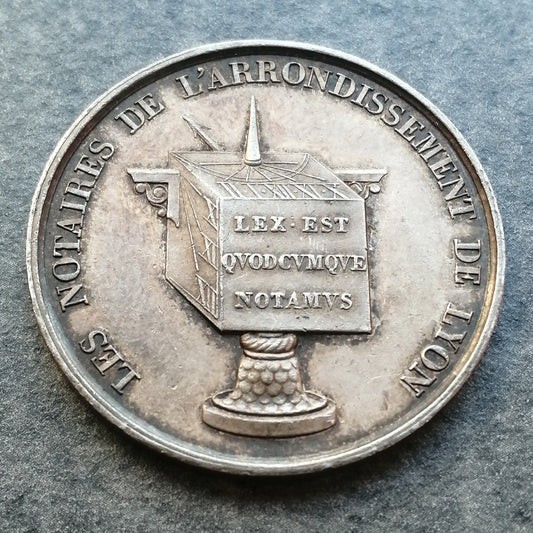 LES NOTAIRES DE L'ARRONDISSEMENT DE LYON
LEX · EST
QVODCVMQVE
NOTAMVS